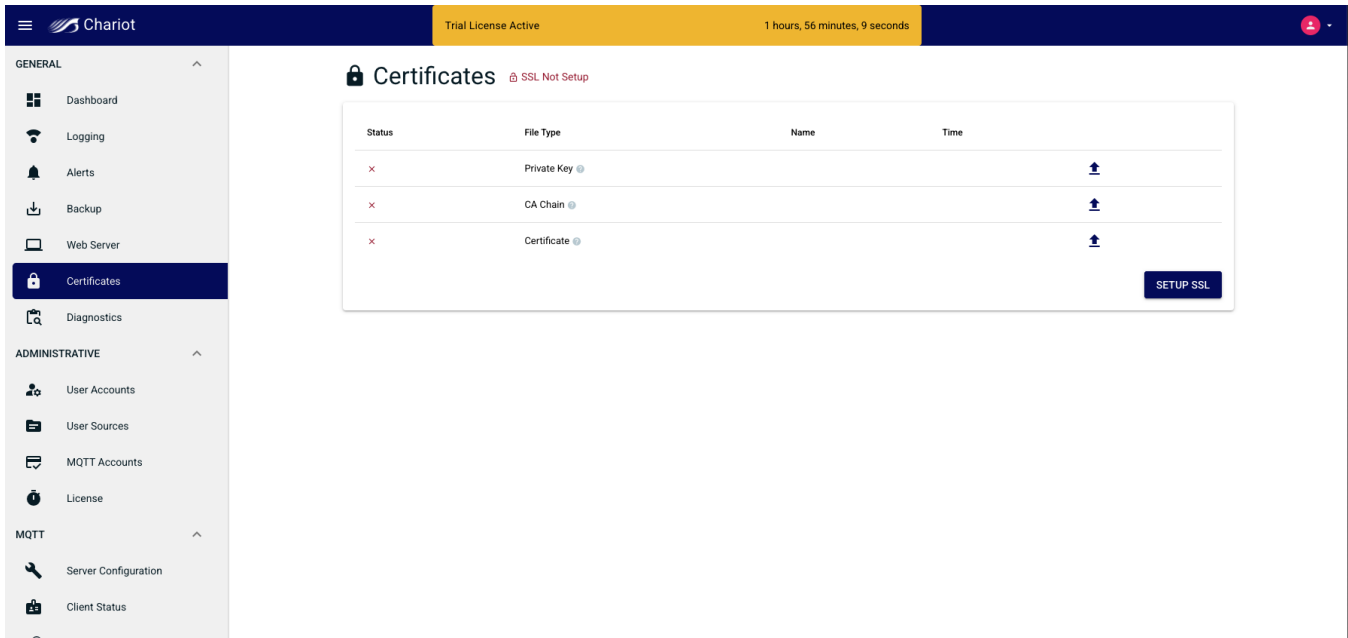 Chariot
Trial License Active 1 hours, 56 minutes, 9 seconds
GENERAL
Dashboard
Logging
Alerts
Backup
Web Server
Certificates
Diagnostics
ADMINISTRATIVE
User Accounts
User Sources
MQTT Accounts
License
MQTT
Server Configuration
Client Status
Certificates SSL Not Setup
Status File Type Name Time
Private Key
CA Chain
Certificate
SETUP SSL